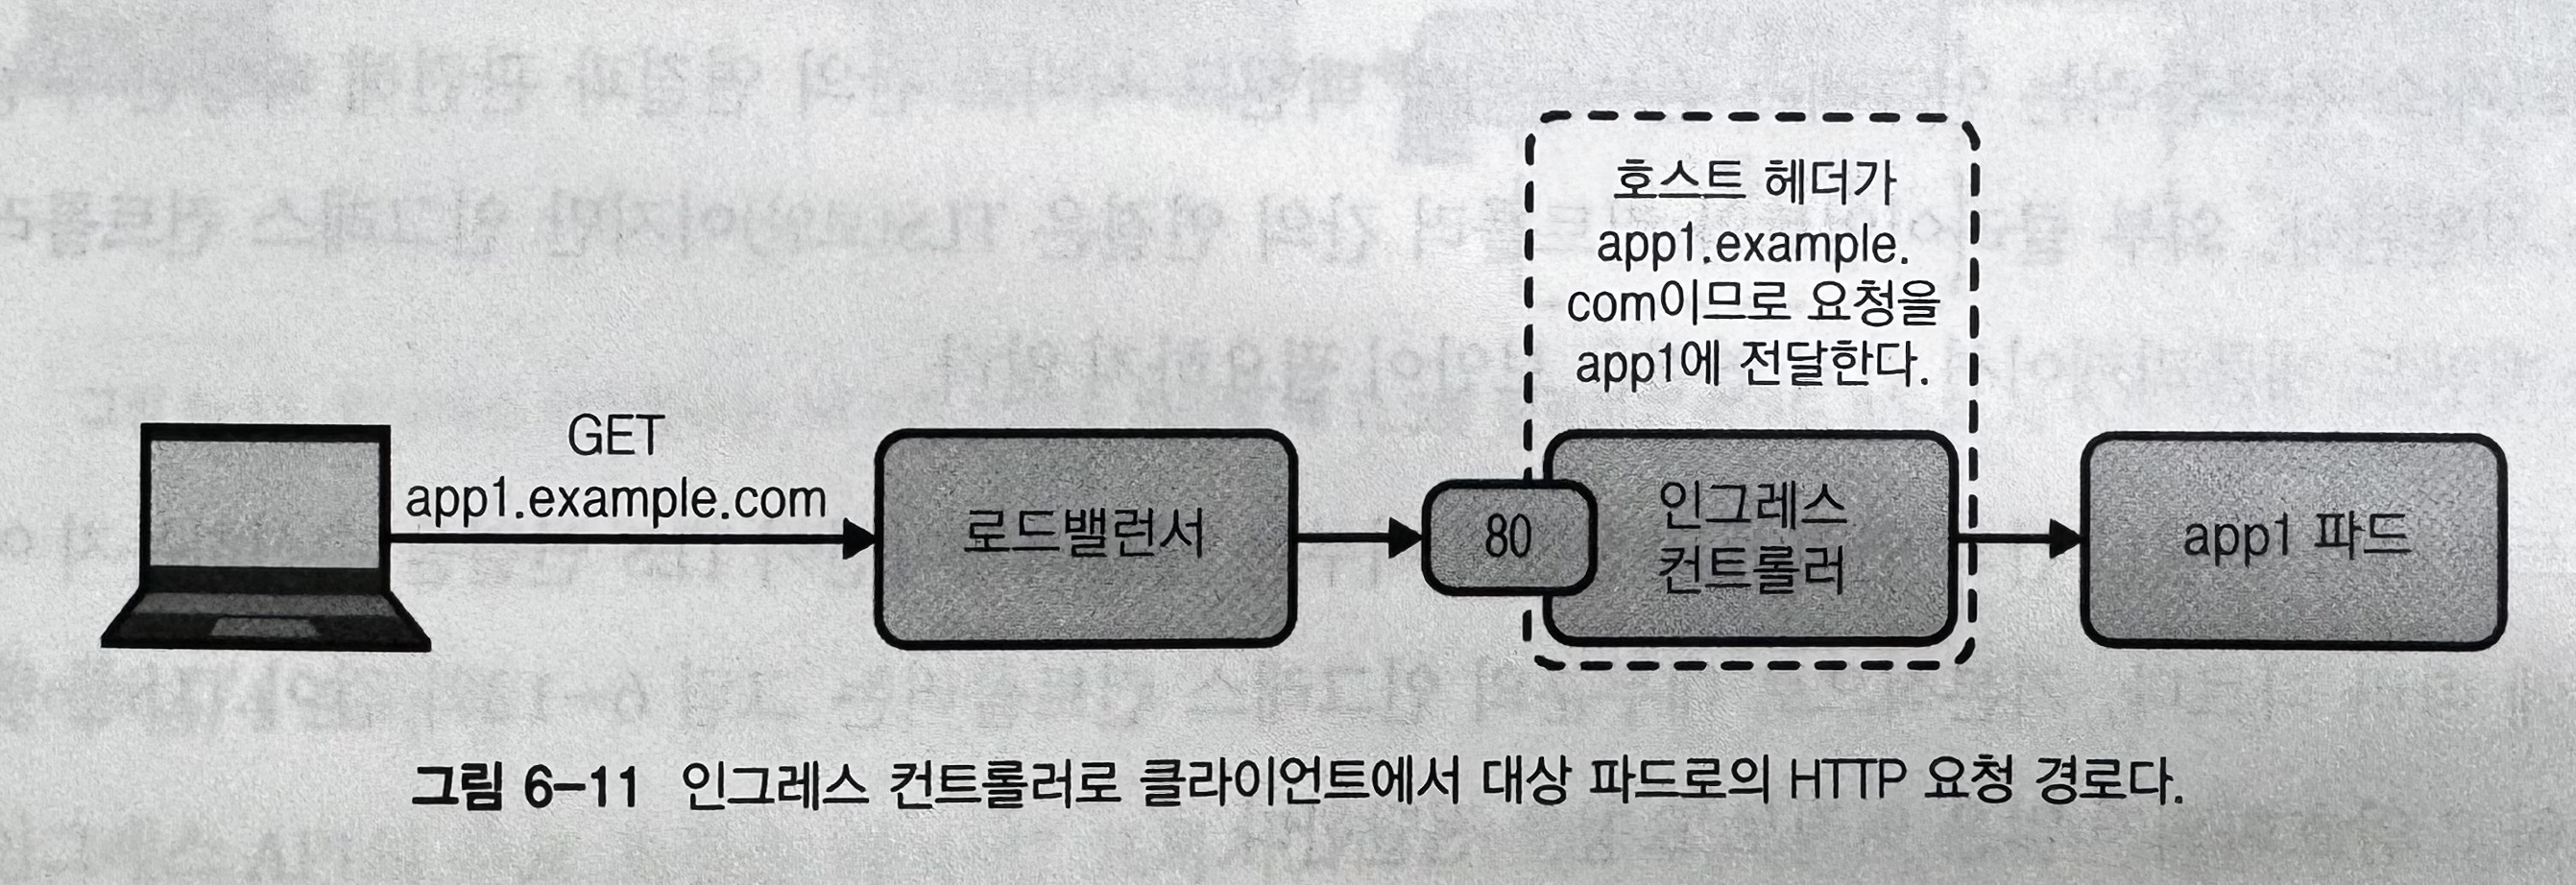 호스트 헤더가
app1.example.
com이므로 요청을
app1에 전달한다.
GET
app1.example.com
로드밸런서
80
인그레스
컨트롤러
app1 파드
그림 6-11 인그레스 컨트롤러로 클라이언트에서 대상 파드로의 HTTP 요청 경로다.